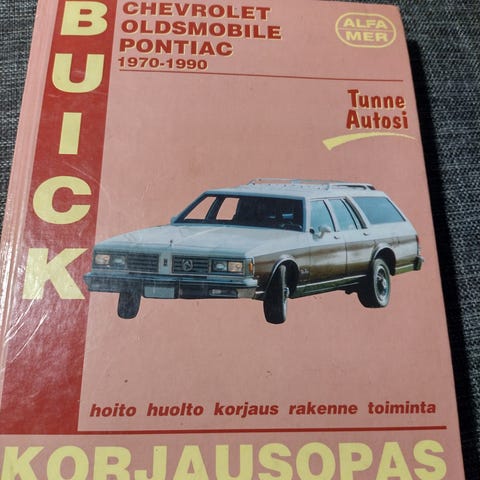 BUICK
CHEVROLET
OLDSMOBILE
PONTIAC
1970-1990
ALFA
MER
Tunne
Autosi
hoito huolto korjaus rakenne toiminta
KORJAUSOPAS